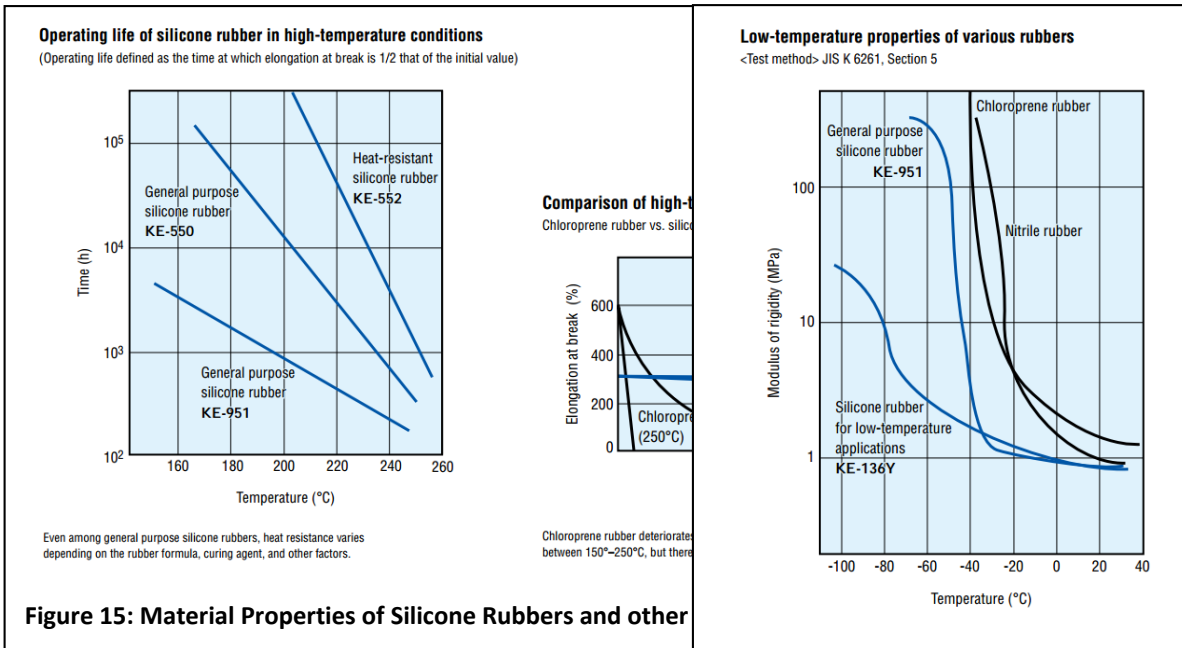 Operating life of silicone rubber in high-temperature conditions
(Operating life defined as the time at which elongation at break is 1/2 that of the initial value)
10⁵
10⁴
10³
10²
Time (h)
Heat-resistant
silicone rubber
KE-552
General purpose
silicone rubber
KE-550
General purpose
silicone rubber
KE-951
160 180 200 220 240 260
Temperature (°C)
Even among general purpose silicone rubbers, heat resistance varies
depending on the rubber formula, curing agent, and other factors.
Comparison of high-t
Chloroprene rubber vs. silico
Elongation at break (%)
600
400
200
0
Chloropre
(250°C)
Chloroprene rubber deteriorates
between 150°–250°C, but there
Figure 15: Material Properties of Silicone Rubbers and other
Low-temperature properties of various rubbers
<Test method> JIS K 6261, Section 5
Modulus of rigidity (MPa)
100
10
1
Chloroprene rubber
General purpose
silicone rubber
KE-951
Nitrile rubber
Silicone rubber
for low-temperature
applications
KE-136Y
-100 -80 -60 -40 -20 0 20 40
Temperature (°C)